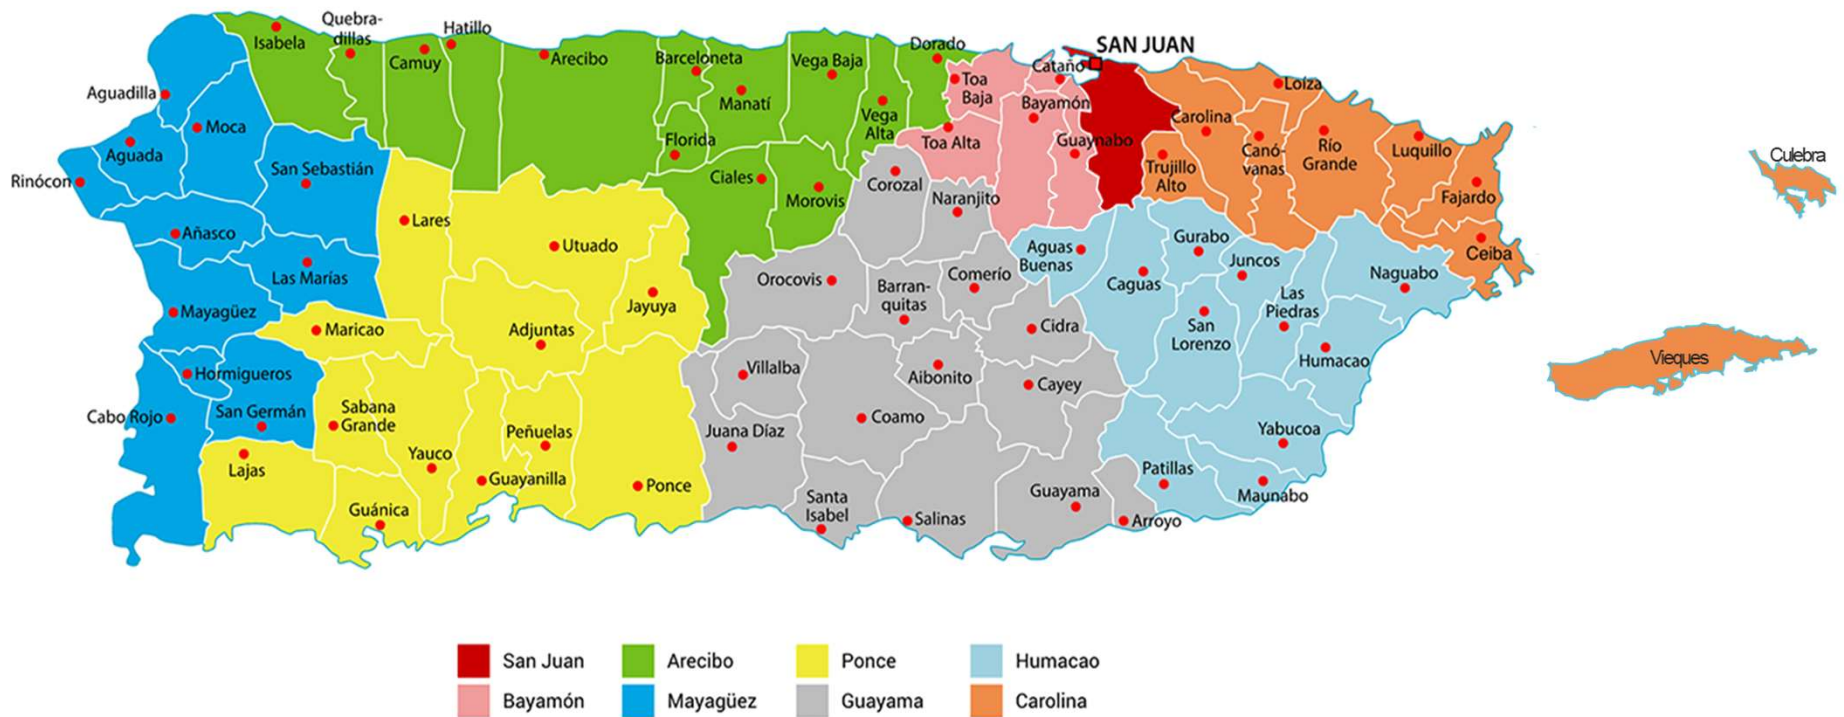 Isabela
Quebra-
dillas
Camuy
Hatillo
Arecibo
Barceloneta
Manatí
Florida
Vega Baja
Vega
Alta
Dorado
Ciales
Morovis
Aguadilla
Moca
Aguada
Rinócon
San Sebastián
Añasco
Las Marías
Mayagüez
Hormigueros
Cabo Rojo
San Germán
Lares
Utuado
Jayuya
Adjuntas
Maricao
Sabana
Grande
Lajas
Guánica
Yauco
Guayanilla
Peñuelas
Ponce
Toa
Baja
Toa Alta
Cataño
Bayamón
Guaynabo
SAN JUAN
Corozal
Naranjito
Orocovis
Barran-
quitas
Comerío
Cidra
Villalba
Juana Díaz
Coamo
Aibonito
Cayey
Santa
Isabel
Salinas
Guayama
Arroyo
Carolina
Trujillo
Alto
Loíza
Canó-
vanas
Río
Grande
Luquillo
Fajardo
Ceiba
Culebra
Vieques
Aguas
Buenas
Caguas
Gurabo
Juncos
San
Lorenzo
Las
Piedras
Naguabo
Humacao
Yabucoa
Patillas
Maunabo
San Juan
Arecibo
Ponce
Humacao
Bayamón
Mayagüez
Guayama
Carolina